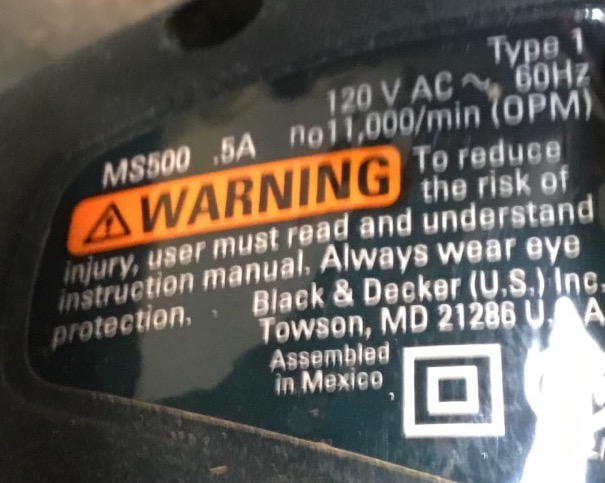 Type 1
120 V AC ~ 60Hz
MS500 .5A no11,000/min (OPM)
WARNING To reduce
the risk of
injury, user must read and understand
instruction manual. Always wear eye
protection.
Black & Decker (U.S.) Inc.
Towson, MD 21286 U. A
Assembled
in Mexico